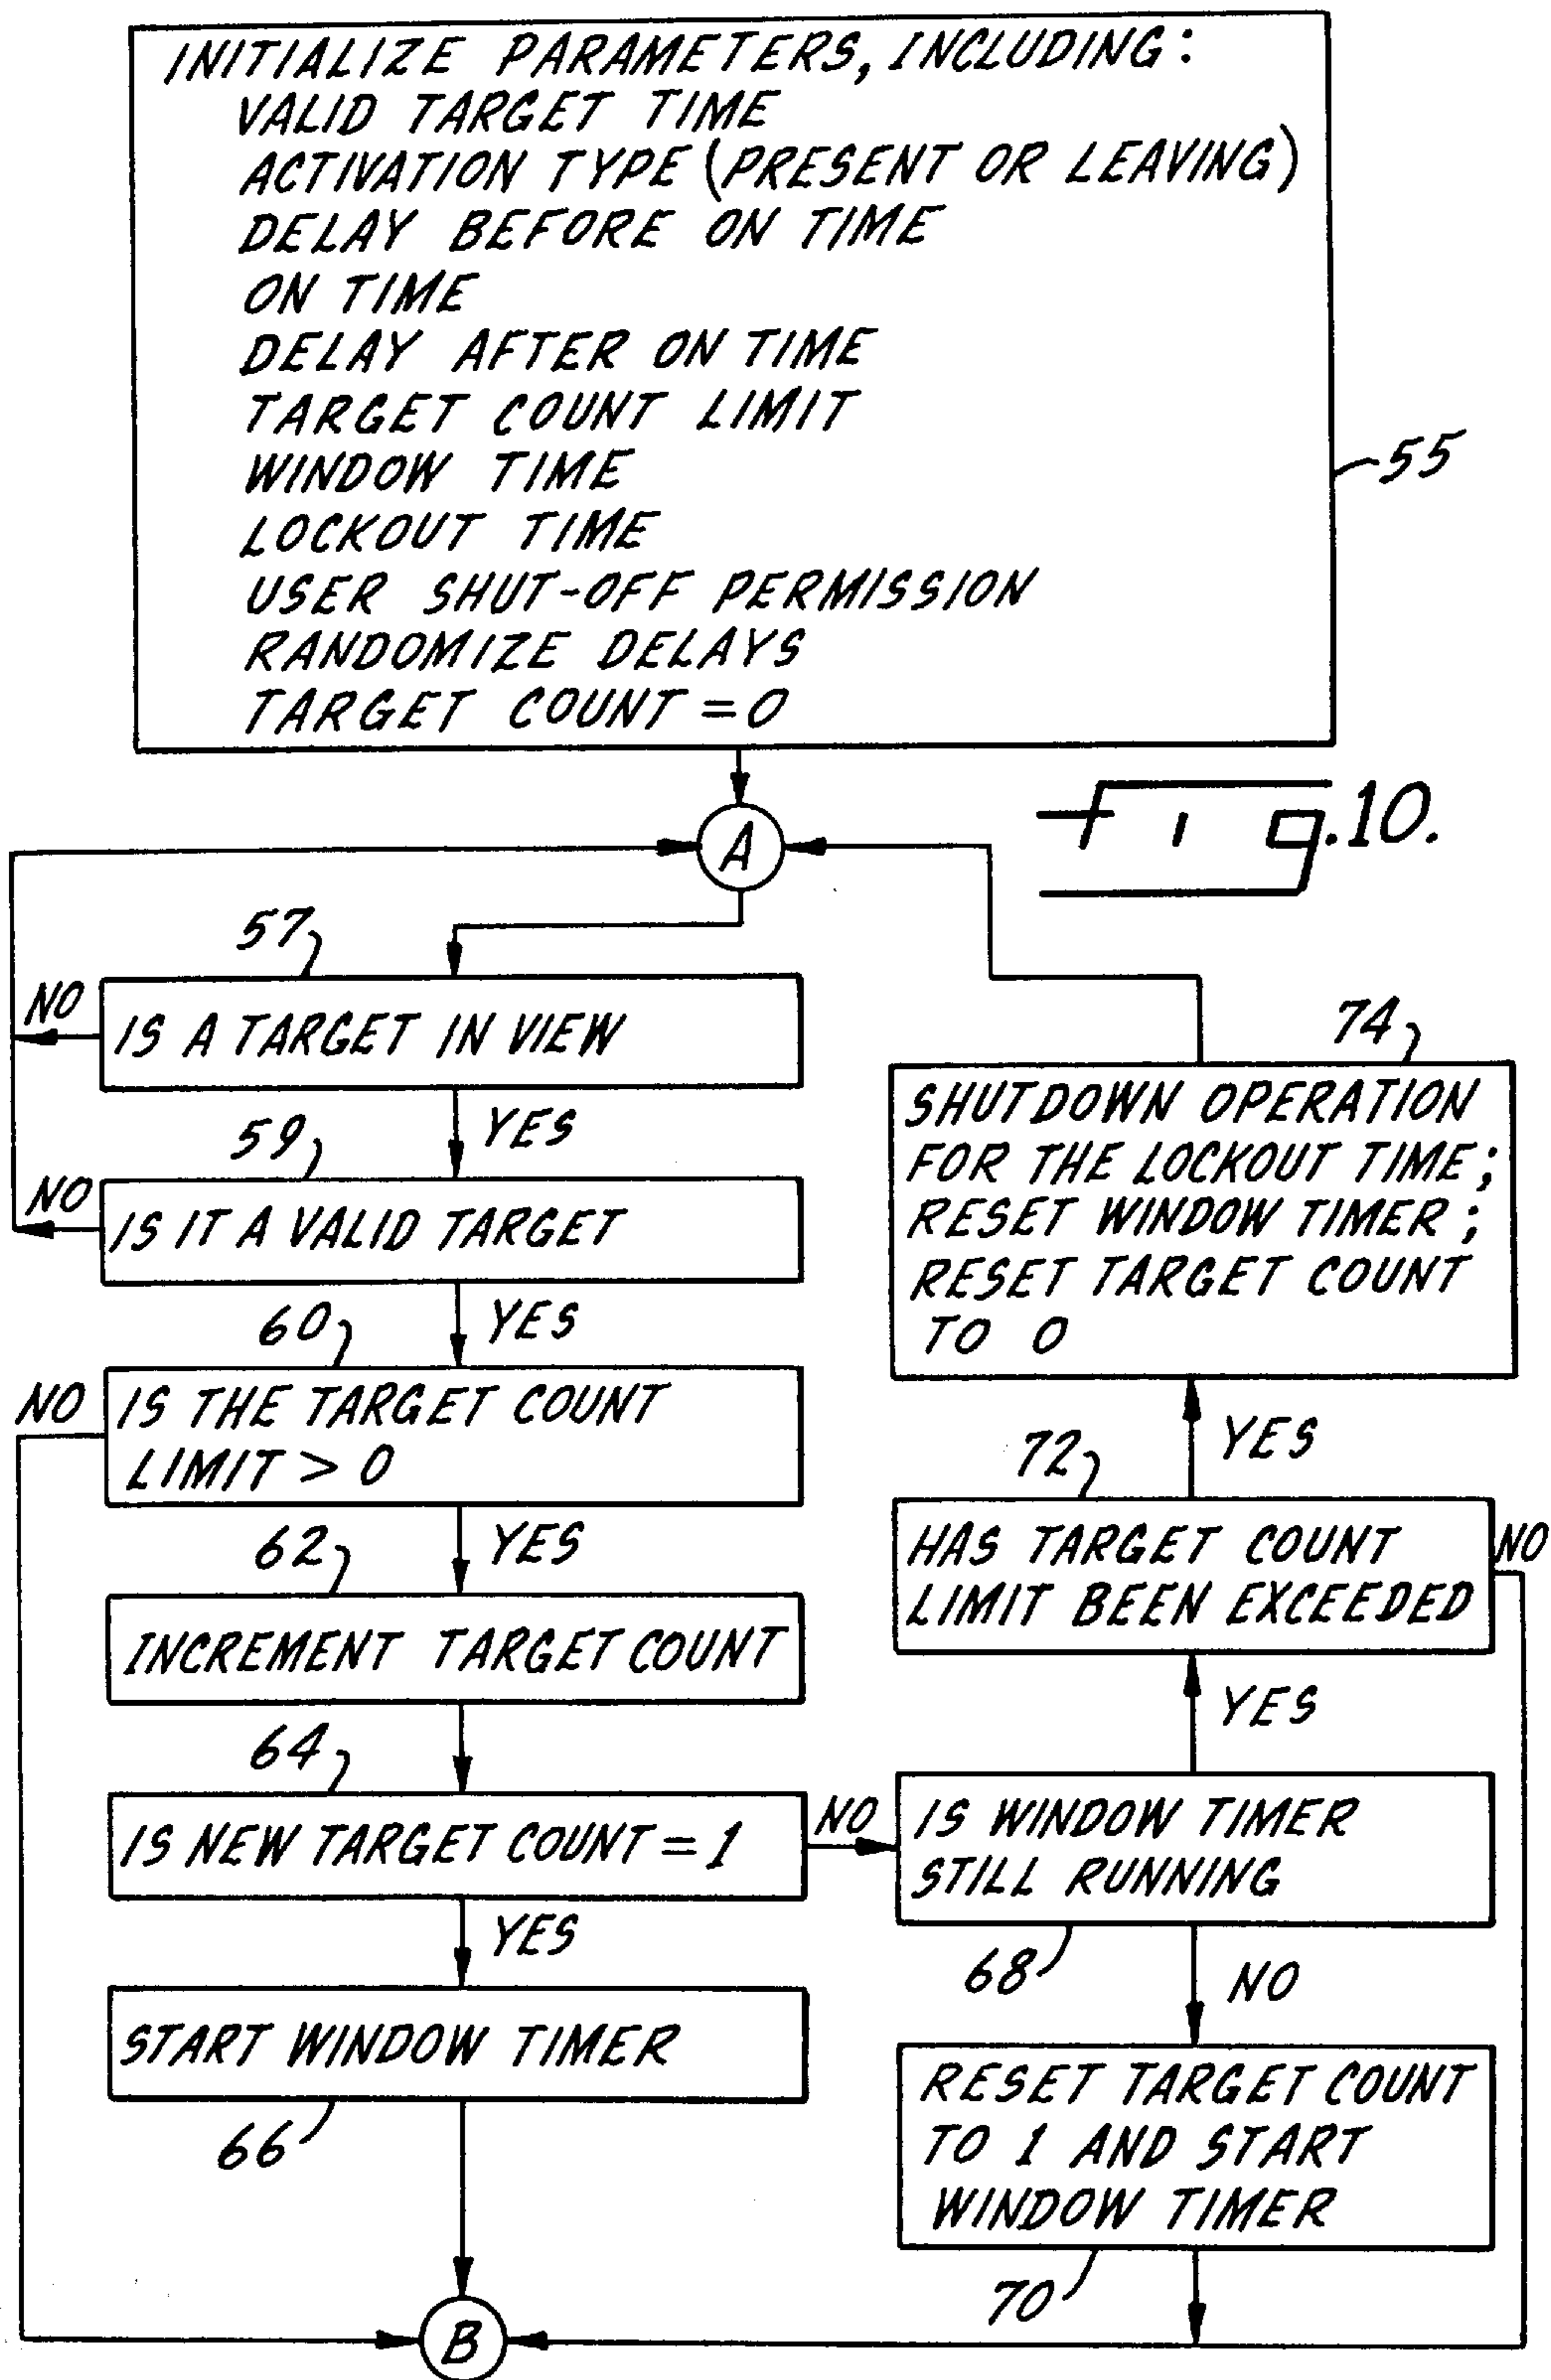 INITIALIZE PARAMETERS, INCLUDING:
VALID TARGET TIME
ACTIVATION TYPE (PRESENT OR LEAVING)
DELAY BEFORE ON TIME
ON TIME
DELAY AFTER ON TIME
TARGET COUNT LIMIT
WINDOW TIME
LOCKOUT TIME
USER SHUT-OFF PERMISSION
RANDOMIZE DELAYS
TARGET COUNT = 0
55
A
Fig. 10.
57
NO
IS A TARGET IN VIEW
YES
59
NO
IS IT A VALID TARGET
YES
60
NO
IS THE TARGET COUNT
LIMIT > 0
YES
62
INCREMENT TARGET COUNT
64
IS NEW TARGET COUNT = 1
NO
YES
START WINDOW TIMER
66
74
SHUTDOWN OPERATION
FOR THE LOCKOUT TIME;
RESET WINDOW TIMER;
RESET TARGET COUNT
TO 0
YES
72
HAS TARGET COUNT
LIMIT BEEN EXCEEDED
NO
YES
IS WINDOW TIMER
STILL RUNNING
68
NO
RESET TARGET COUNT
TO 1 AND START
WINDOW TIMER
70
B